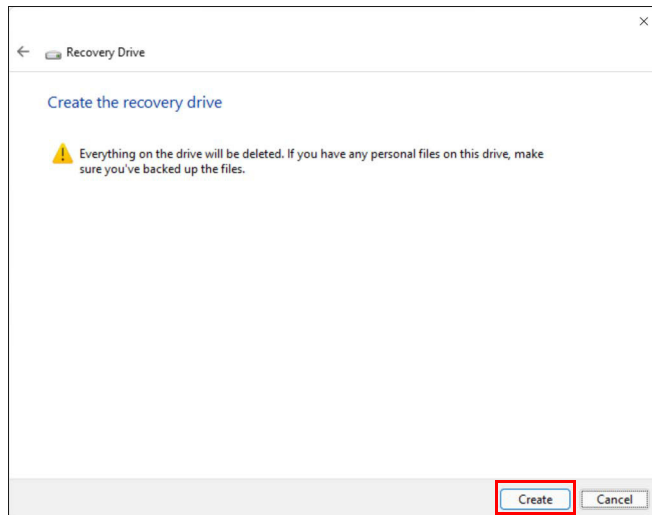 Recovery Drive
Create the recovery drive
Everything on the drive will be deleted. If you have any personal files on this drive, make
sure you've backed up the files.
Create Cancel